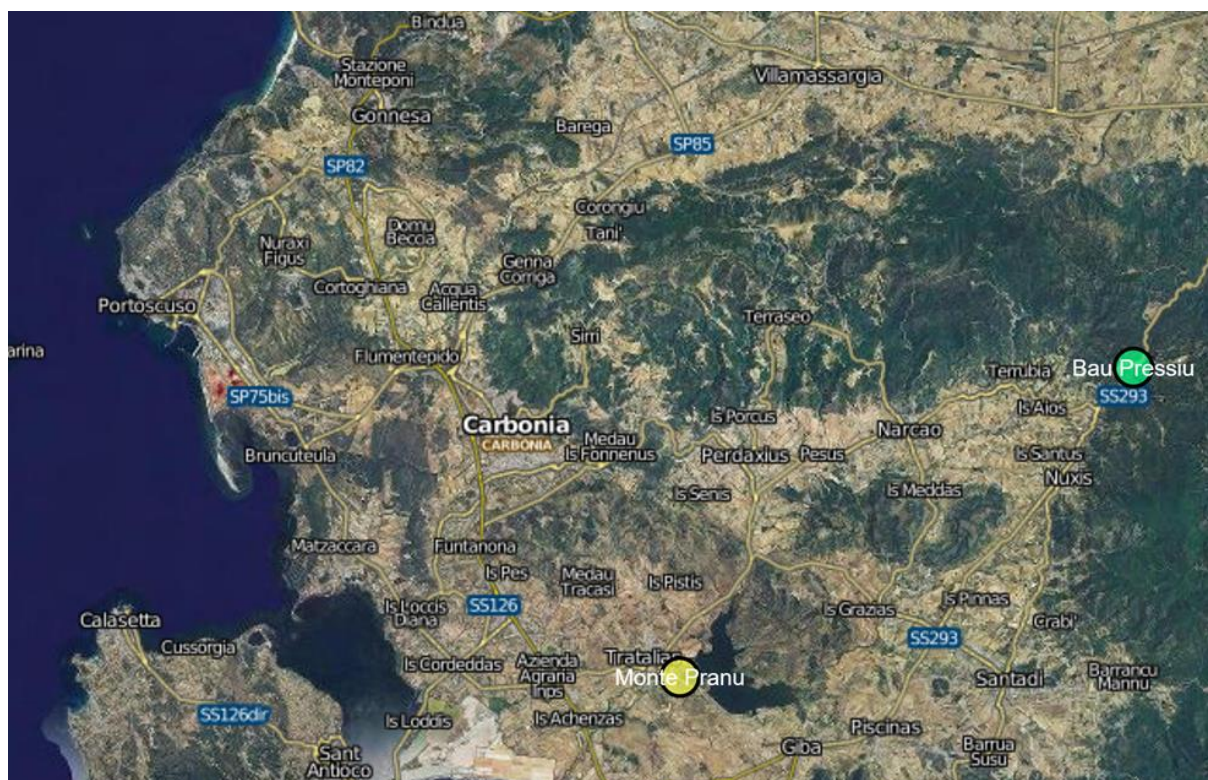 Bindua
Stazione
Monteponi
Villamassargia
Gonnesa
Barega
SP85
SP82
Corongiu
Tani'
Domu
Beccia
Nuraxi
Figus
Genna
Corriga
Cortoghiana
Acqua
Callentis
Portoscuso
Terraseo
Sirri
arina
Flumentepido
Bau Pressiu
Terrubia
SP75bis
SS293
Is Aios
Is Porcus
Carbonia
CARBONIA
Narcao
Medau
Is Fonnenus
Bruncuteula
Perdaxius
Pesus
Is Santus
Nuxis
Is Senis
Is Meddas
Matzaccara
Funtanona
Is Pes
Medau
Tracasi
Is Pistis
Is Loccis
Diana
SS126
Is Grazias
Is Pinnas
Calasetta
Crabi'
Cussorgia
SS293
Is Cordeddas
Azienda
Agraria
Inps
Tratalias
Monte Pranu
Santadi
Barrancu
Mannu
SS126dir
Is Loddis
Is Achenzas
Piscinas
Giba
Barrua
Susu
Sant
Antioco